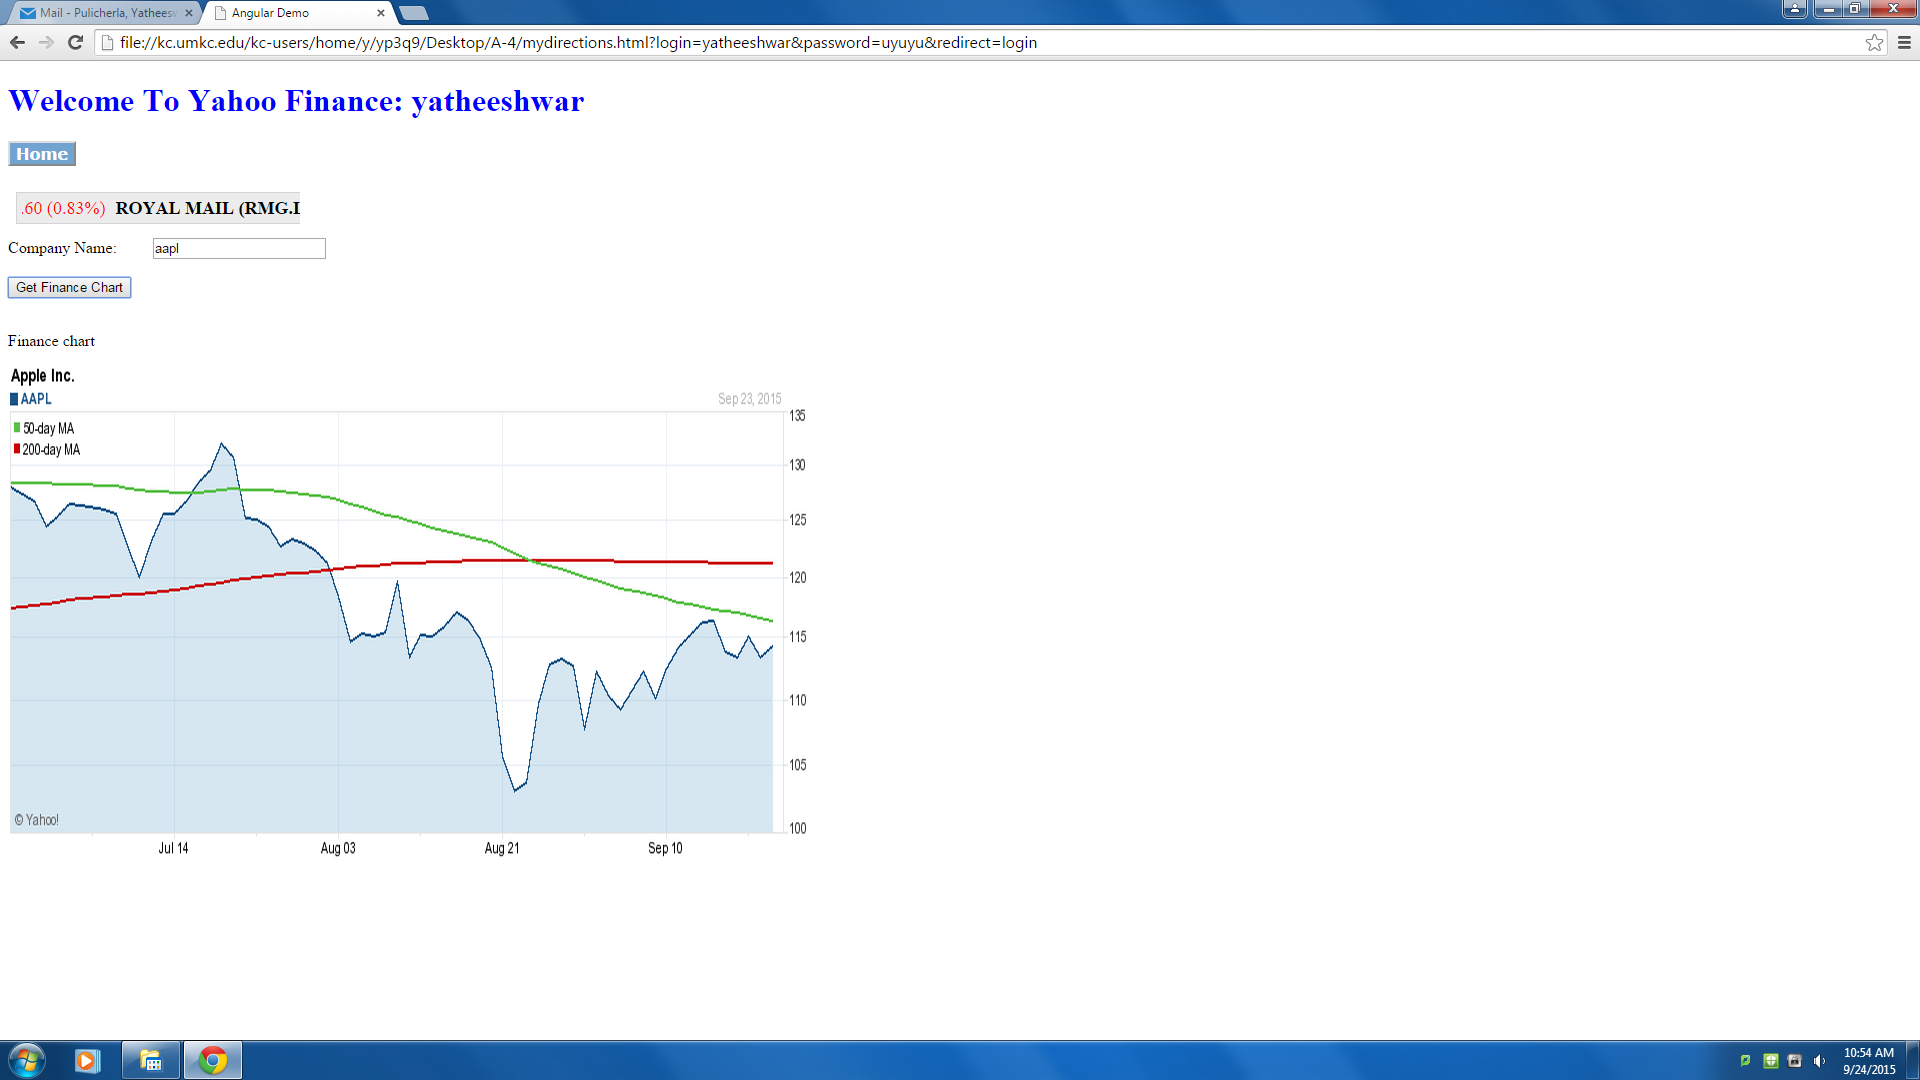 Mail - Pulicherla, Yathees
Angular Demo
file://kc.umkc.edu/kc-users/home/y/yp3q9/Desktop/A-4/mydirections.html?login=yatheeshwar&password=uyuyu&redirect=login
Welcome To Yahoo Finance: yatheeshwar
Home
.60 (0.83%) ROYAL MAIL (RMG.L
Company Name: aapl
Get Finance Chart
Finance chart
Apple Inc.
AAPL
Sep 23, 2015
50-day MA
200-day MA
135
130
125
120
115
110
105
100
© Yahoo!
Jul 14
Aug 03
Aug 21
Sep 10
10:54 AM
9/24/2015